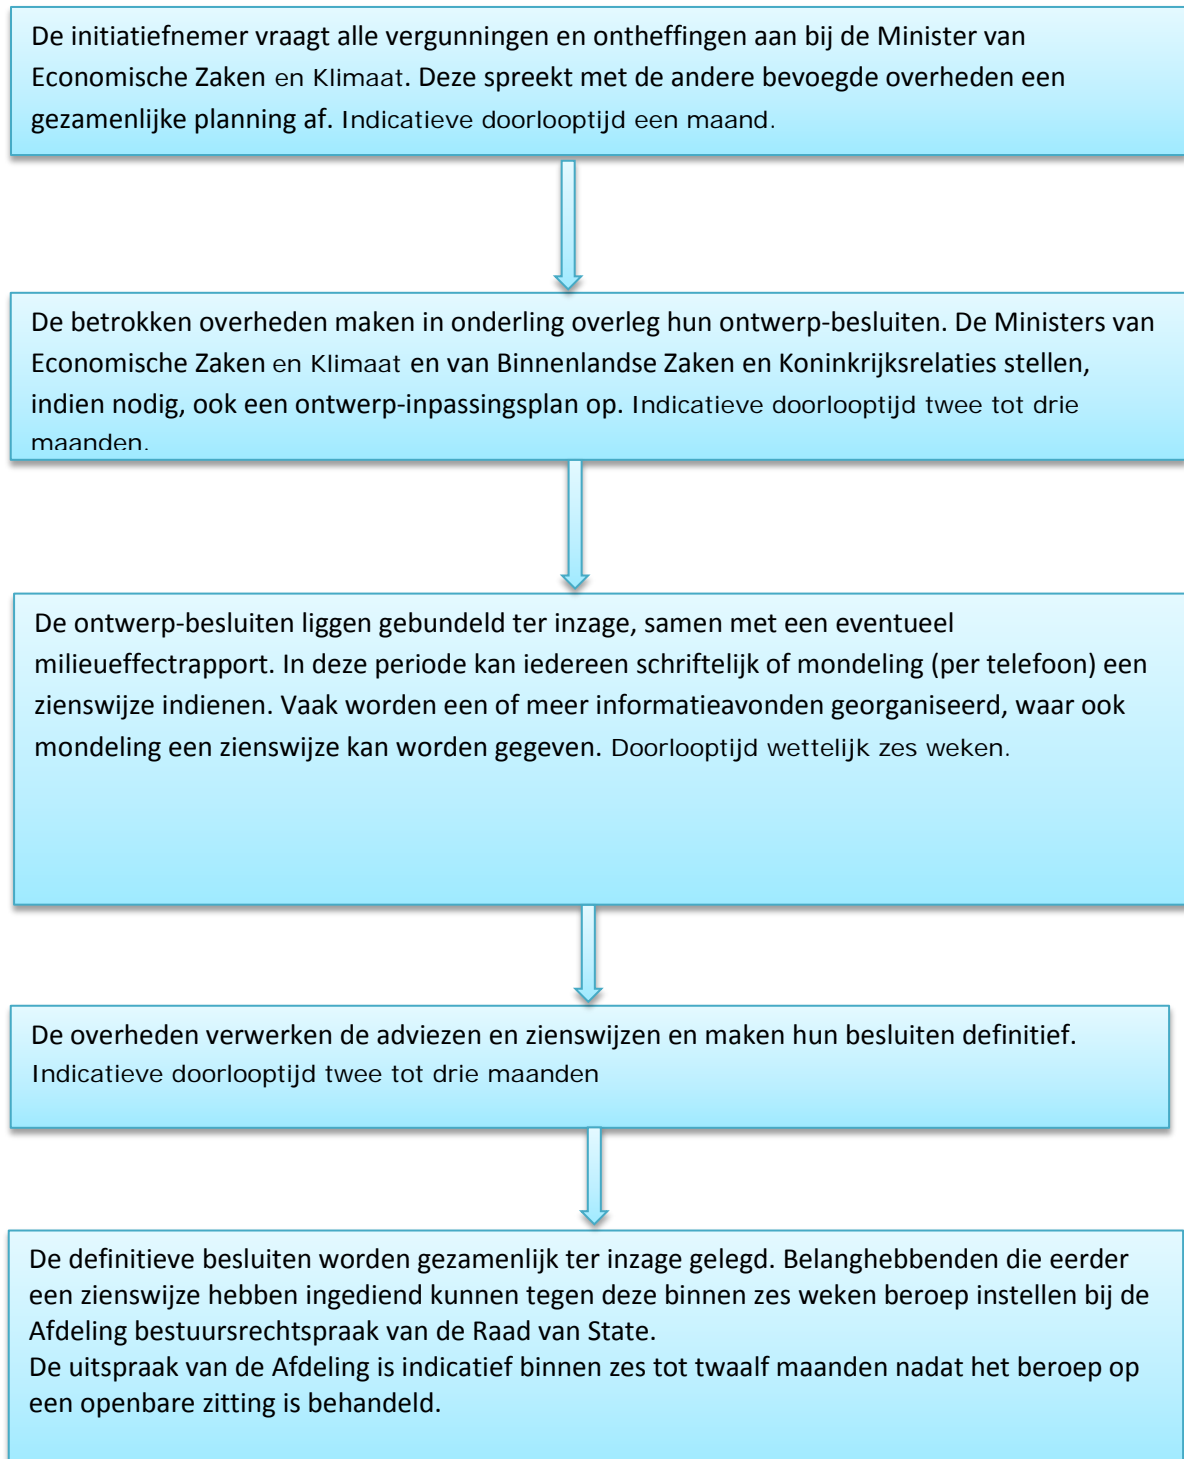 De initiatiefnemer vraagt alle vergunningen en ontheffingen aan bij de Minister van
Economische Zaken en Klimaat. Deze spreekt met de andere bevoegde overheden een
gezamenlijke planning af. Indicatieve doorlooptijd een maand.
De betrokken overheden maken in onderling overleg hun ontwerp-besluiten. De Ministers van
Economische Zaken en Klimaat en van Binnenlandse Zaken en Koninkrijksrelaties stellen,
indien nodig, ook een ontwerp-inpassingsplan op. Indicatieve doorlooptijd twee tot drie
maanden.
De ontwerp-besluiten liggen gebundeld ter inzage, samen met een eventueel
milieueffectrapport. In deze periode kan iedereen schriftelijk of mondeling (per telefoon) een
zienswijze indienen. Vaak worden een of meer informatieavonden georganiseerd, waar ook
mondeling een zienswijze kan worden gegeven. Doorlooptijd wettelijk zes weken.
De overheden verwerken de adviezen en zienswijzen en maken hun besluiten definitief.
Indicatieve doorlooptijd twee tot drie maanden
De definitieve besluiten worden gezamenlijk ter inzage gelegd. Belanghebbenden die eerder
een zienswijze hebben ingediend kunnen tegen deze binnen zes weken beroep instellen bij de
Afdeling bestuursrechtspraak van de Raad van State.
De uitspraak van de Afdeling is indicatief binnen zes tot twaalf maanden nadat het beroep op
een openbare zitting is behandeld.